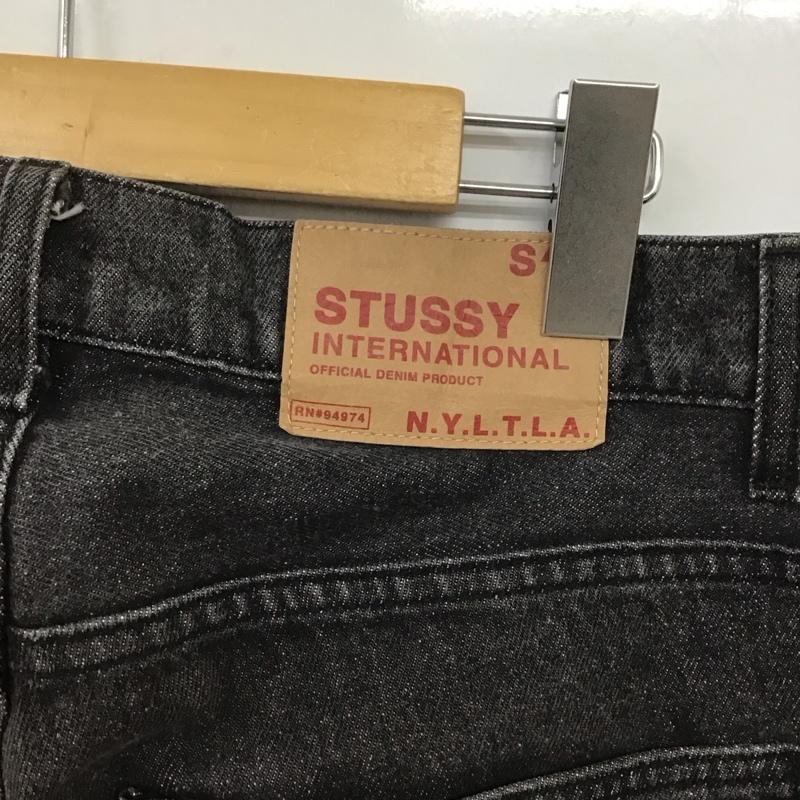 STUSSY
INTERNATIONAL
OFFICIAL DENIM PRODUCT
RN#94974
N.Y.L.T.L.A.